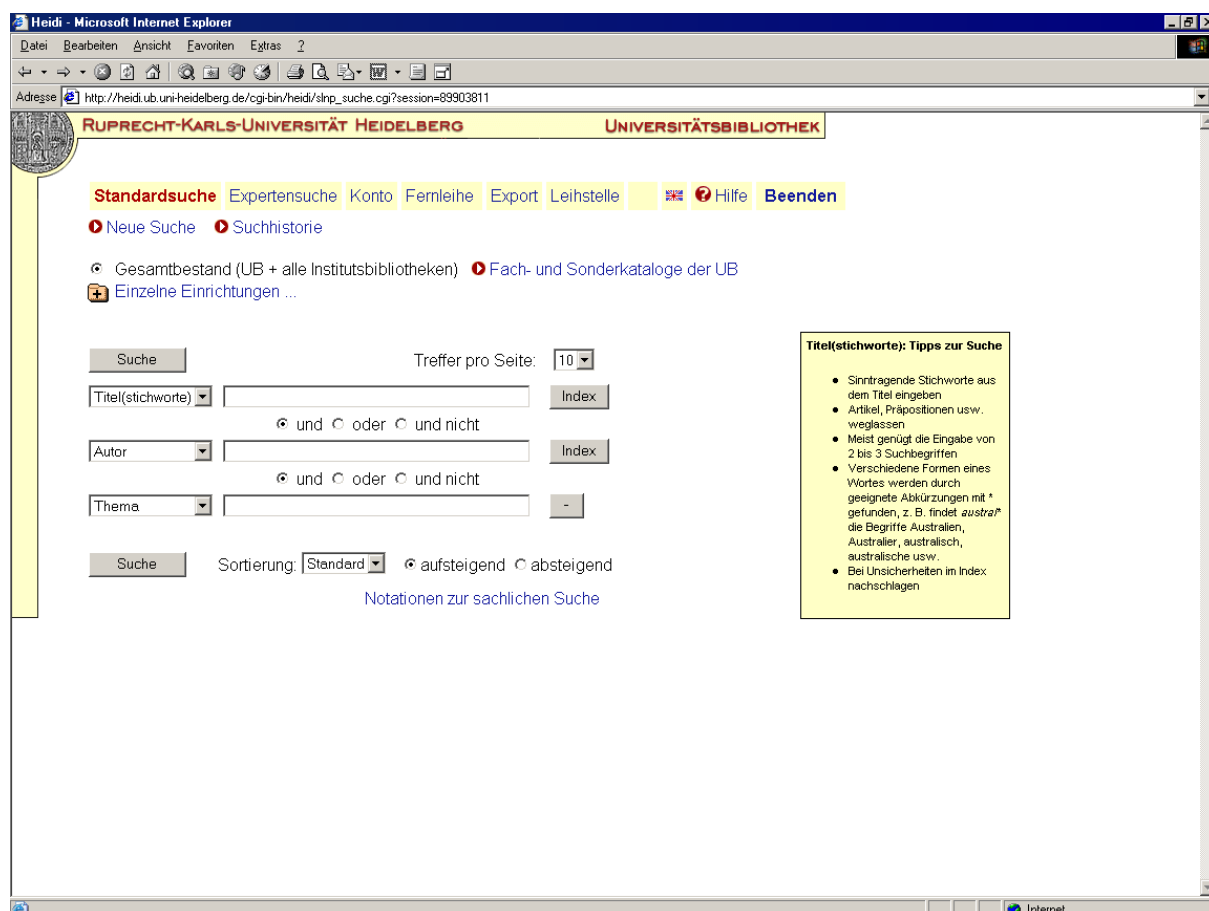 Heidi - Microsoft Internet Explorer
Datei Bearbeiten Ansicht Favoriten Extras ?
Adresse http://heidi.ub.uni-heidelberg.de/cgi-bin/heidi/slnp_suche.cgi?session=89903811
RUPRECHT-KARLS-UNIVERSITÄT HEIDELBERG UNIVERSITÄTSBIBLIOTHEK
Standardsuche Expertensuche Konto Fernleihe Export Leihstelle Hilfe Beenden
Neue Suche Suchhistorie
Gesamtbestand (UB + alle Institutsbibliotheken) Fach- und Sonderkataloge der UB
Einzelne Einrichtungen ...
Suche Treffer pro Seite: 10
Titel(stichworte) Index
und oder und nicht
Autor Index
und oder und nicht
Thema -
Suche Sortierung: Standard aufsteigend absteigend
Notationen zur sachlichen Suche
Titel(stichworte): Tipps zur Suche
Sinntragende Stichworte aus
dem Titel eingeben
Artikel, Präpositionen usw.
weglassen
Meist genügt die Eingabe von
2 bis 3 Suchbegriffen
Verschiedene Formen eines
Wortes werden durch
geeignete Abkürzungen mit *
gefunden, z. B. findet austral*
die Begriffe Australien,
Australier, australisch,
australische usw.
Bei Unsicherheiten im Index
nachschlagen
Internet